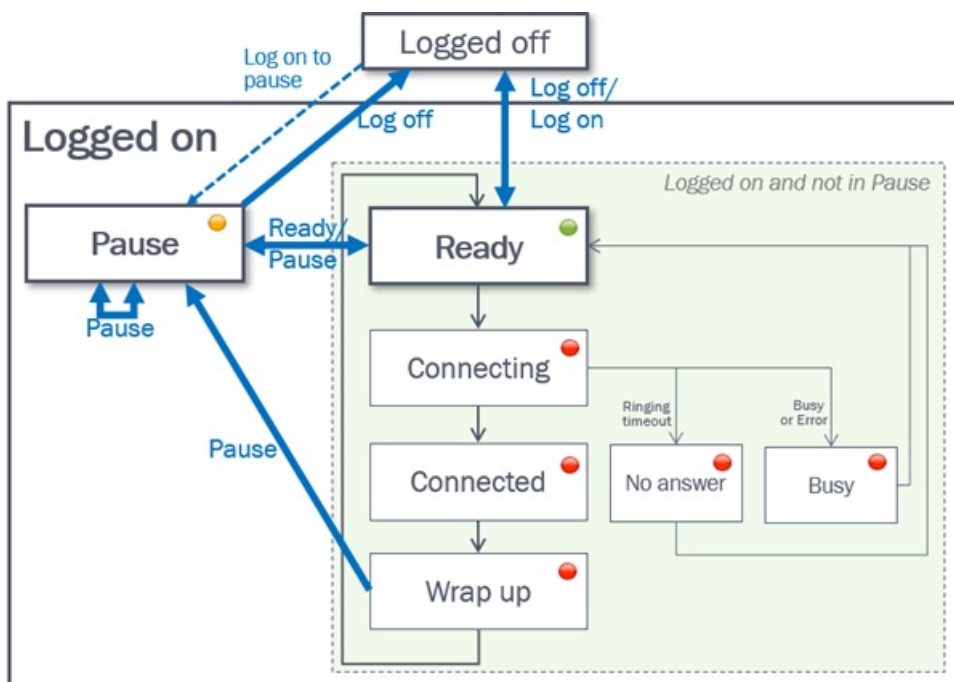 Logged off
Log on to
pause
Log off/
Log on
Log off
Logged on
Logged on and not in Pause
Pause
Ready/
Pause
Ready
Pause
Connecting
Ringing
timeout
Busy
or Error
Pause
Connected
No answer
Busy
Wrap up